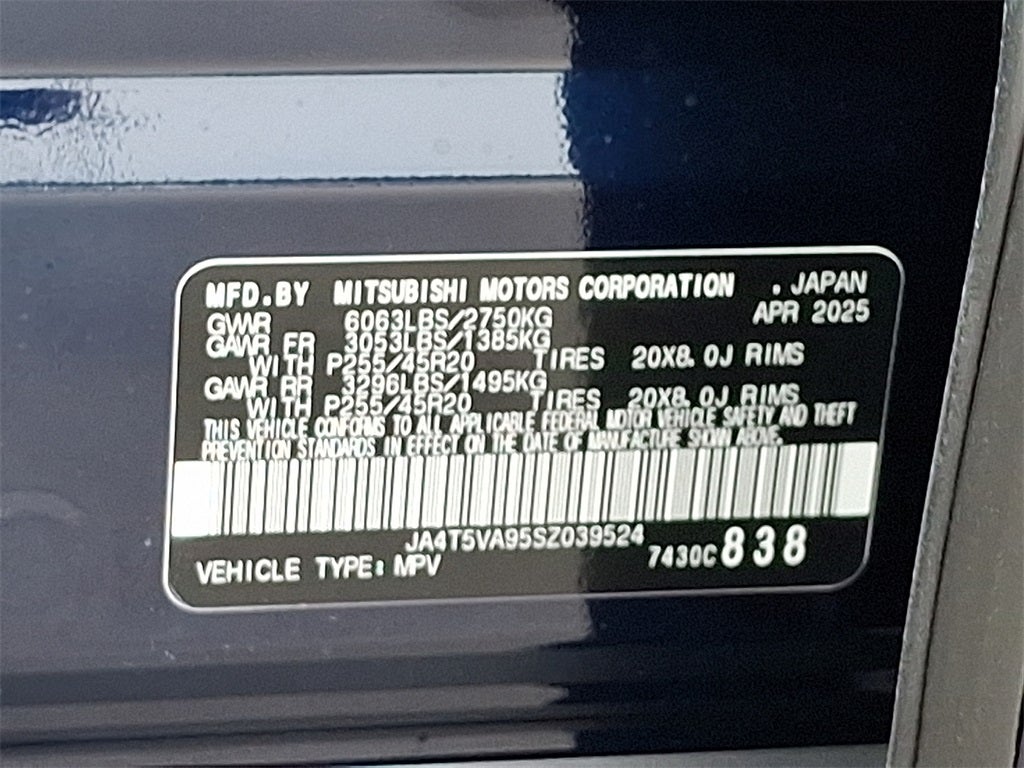 MFD.BY MITSUBISHI MOTORS CORPORATION . JAPAN
APR 2025
GVWR 6063LBS/2750KG
GAWR FR 3053LBS/1385KG
WITH P255/45R20 TIRES 20X8.0J RIMS
GAWR RR 3296LBS/1495KG
WITH P255/45R20 TIRES 20X8.0J RIMS
THIS VEHICLE CONFORMS TO ALL APPLICABLE FEDERAL MOTOR VEHICLE SAFETY AND THEFT
PREVENTION STANDARDS IN EFFECT ON THE DATE OF MANUFACTURE SHOWN ABOVE.
JA4T5VA95SZ039524
VEHICLE TYPE: MPV 7430C 838